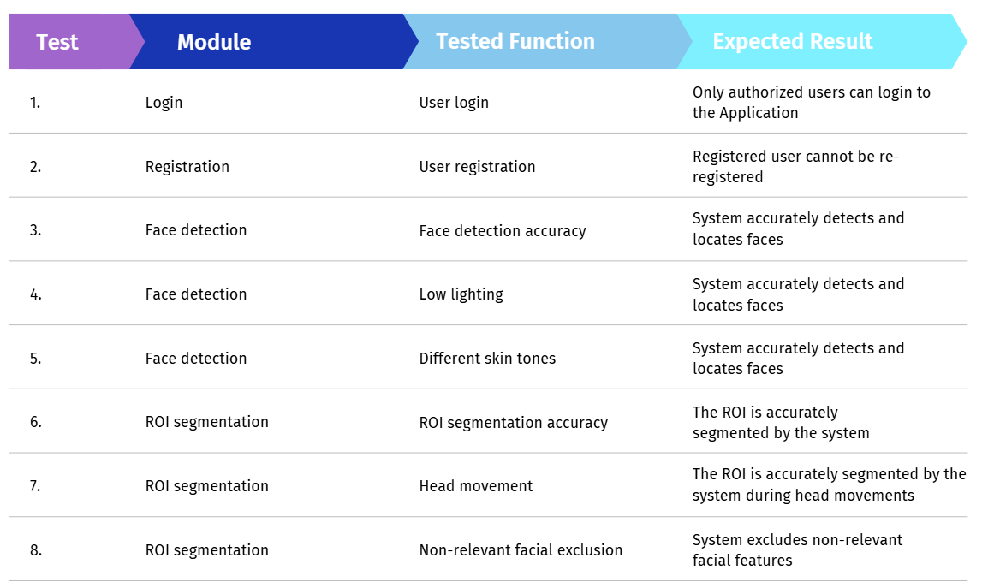 Test Module Tested Function Expected Result
1. Login User login Only authorized users can login to
the Application
2. Registration User registration Registered user cannot be re-
registered
3. Face detection Face detection accuracy System accurately detects and
locates faces
4. Face detection Low lighting System accurately detects and
locates faces
5. Face detection Different skin tones System accurately detects and
locates faces
6. ROI segmentation ROI segmentation accuracy The ROI is accurately
segmented by the system
7. ROI segmentation Head movement The ROI is accurately segmented by the
system during head movements
8. ROI segmentation Non-relevant facial exclusion System excludes non-relevant
facial features